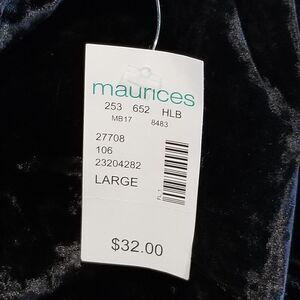 maurices
253 652 HLB
MB17 8483
27708
106
23204282
LARGE
$32.00